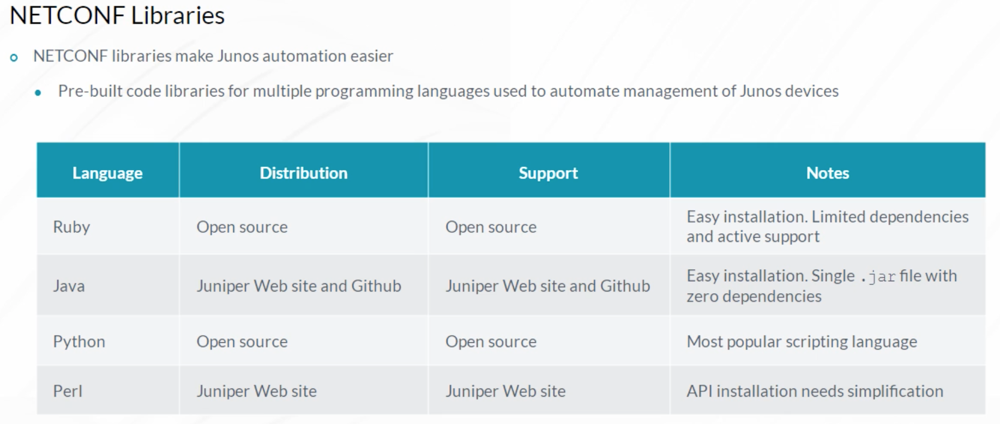 NETCONF Libraries
NETCONF libraries make Junos automation easier
Pre-built code libraries for multiple programming languages used to automate management of Junos devices
Language Distribution Support Notes
Ruby Open source Open source Easy installation. Limited dependencies
and active support
Java Juniper Web site and Github Juniper Web site and Github Easy installation. Single .jar file with
zero dependencies
Python Open source Open source Most popular scripting language
Perl Juniper Web site Juniper Web site API installation needs simplification